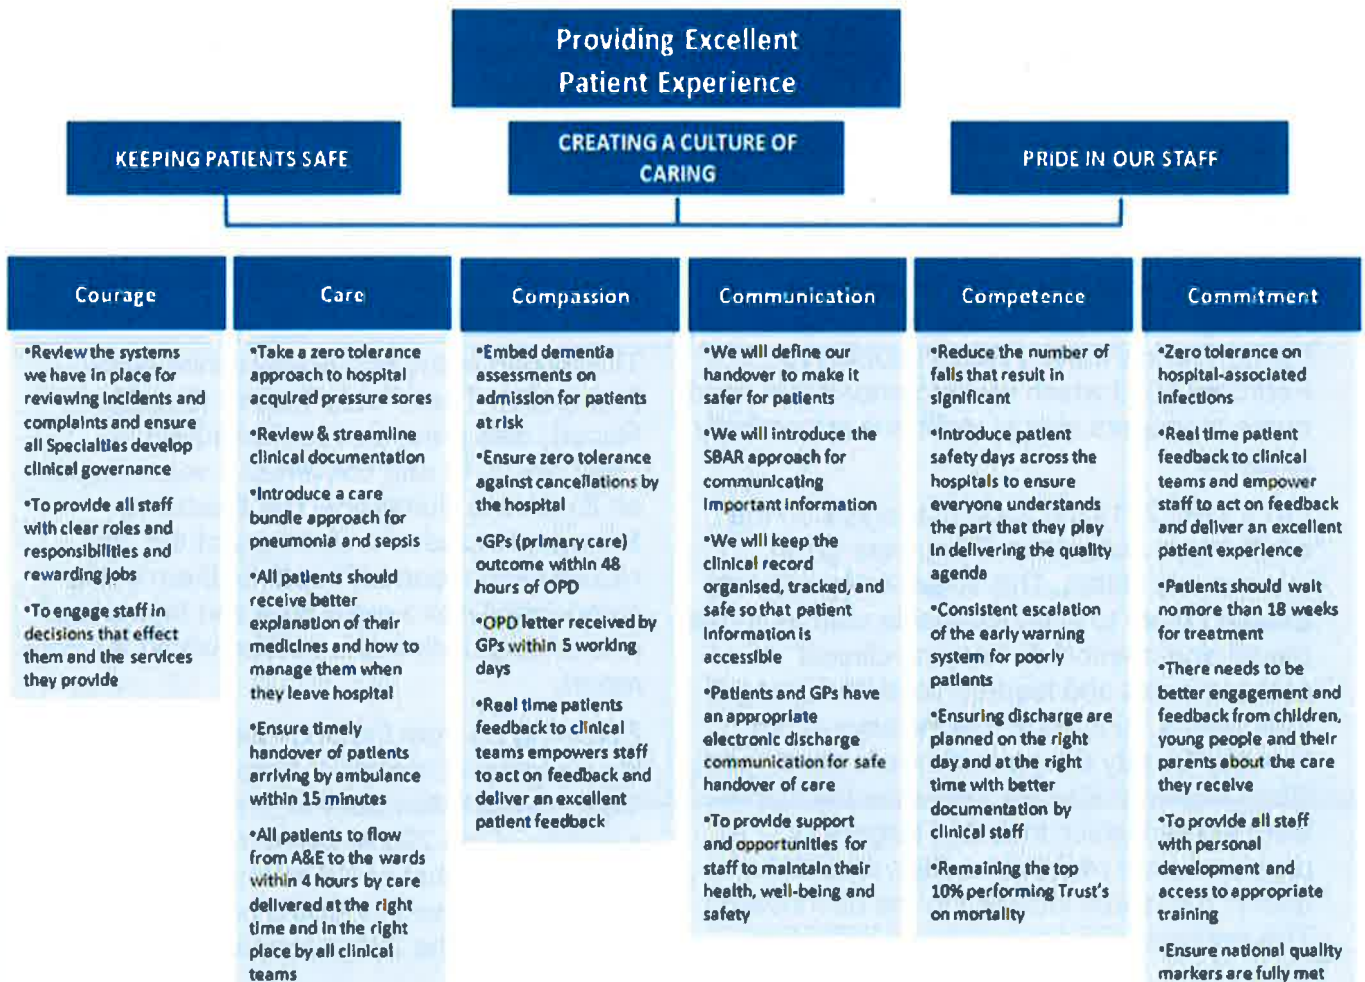 Providing Excellent
Patient Experience
KEEPING PATIENTS SAFE
CREATING A CULTURE OF
CARING
PRIDE IN OUR STAFF
Courage
•Review the systems
we have in place for
reviewing incidents and
complaints and ensure
all Specialties develop
clinical governance
•To provide all staff
with clear roles and
responsibilities and
rewarding jobs
•To engage staff in
decisions that effect
them and the services
they provide
Care
•Take a zero tolerance
approach to hospital
acquired pressure sores
•Review & streamline
clinical documentation
•Introduce a care
bundle approach for
pneumonia and sepsis
•All patients should
receive better
explanation of their
medicines and how to
manage them when
they leave hospital
•Ensure timely
handover of patients
arriving by ambulance
within 15 minutes
•All patients to flow
from A&E to the wards
within 4 hours by care
delivered at the right
time and in the right
place by all clinical
teams
Compassion
•Embed dementia
assessments on
admission for patients
at risk
•Ensure zero tolerance
against cancellations by
the hospital
•GPs (primary care)
outcome within 48
hours of OPD
•OPD letter received by
GPs within 5 working
days
•Real time patients
feedback to clinical
teams empowers staff
to act on feedback and
deliver an excellent
patient feedback
Communication
•We will define our
handover to make it
safer for patients
•We will introduce the
SBAR approach for
communicating
important information
•We will keep the
clinical record
organised, tracked, and
safe so that patient
information is
accessible
•Patients and GPs have
an appropriate
electronic discharge
communication for safe
handover of care
•To provide support
and opportunities for
staff to maintain their
health, well-being and
safety
Competence
•Reduce the number of
falls that result in
significant
•Introduce patient
safety days across the
hospitals to ensure
everyone understands
the part that they play
in delivering the quality
agenda
•Consistent escalation
of the early warning
system for poorly
patients
•Ensuring discharge are
planned on the right
day and at the right
time with better
documentation by
clinical staff
•Remaining the top
10% performing Trust's
on mortality
Commitment
•Zero tolerance on
hospital-associated
infections
•Real time patient
feedback to clinical
teams and empower
staff to act on feedback
and deliver an excellent
patient experience
•Patients should wait
no more than 18 weeks
for treatment
•There needs to be
better engagement and
feedback from children,
young people and their
parents about the care
they receive
•To provide all staff
with personal
development and
access to appropriate
training
•Ensure national quality
markers are fully met